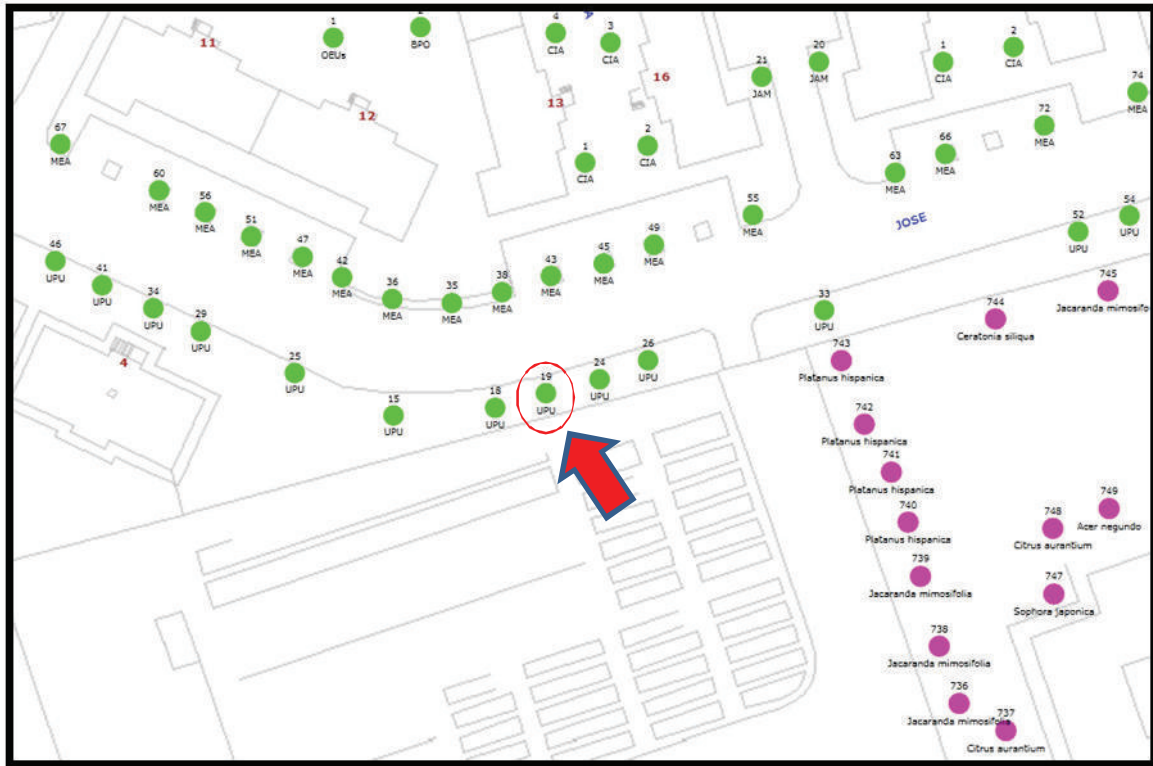 1
OEUs
BPO
4
CIA
3
CIA
11
12
13
16
1
CIA
2
CIA
21
JAM
20
JAM
1
CIA
2
CIA
74
MEA
72
MEA
66
MEA
63
MEA
67
MEA
60
MEA
56
MEA
51
MEA
47
MEA
42
MEA
36
MEA
35
MEA
38
MEA
43
MEA
45
MEA
49
MEA
55
MEA
JOSE
54
UPU
52
UPU
46
UPU
41
UPU
34
UPU
29
UPU
4
25
UPU
15
UPU
18
UPU
19
UPU
24
UPU
26
UPU
33
UPU
745
Jacaranda mimosifo
744
Ceratonia siliqua
743
Platanus hispanica
742
Platanus hispanica
741
Platanus hispanica
740
Platanus hispanica
739
Jacaranda mimosifolia
738
Jacaranda mimosifolia
736
Jacaranda mimosifolia
737
Citrus aurantium
749
Acer negundo
748
Citrus aurantium
747
Sophora japonica